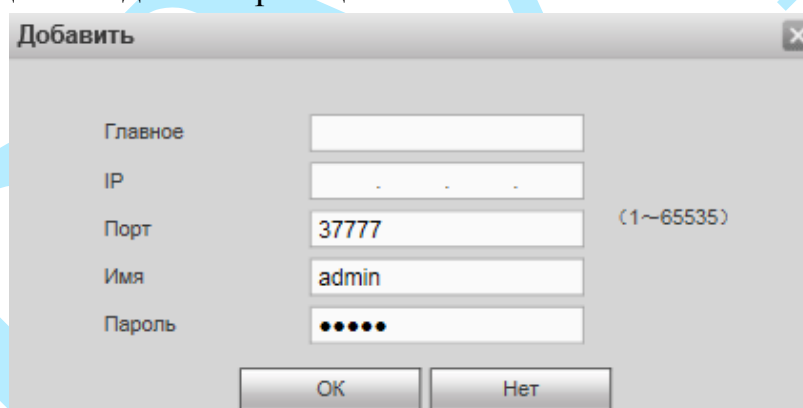 Добавить
Главное
IP . . .
Порт 37777 (1~65535)
Имя admin
Пароль •••••
OK Нет